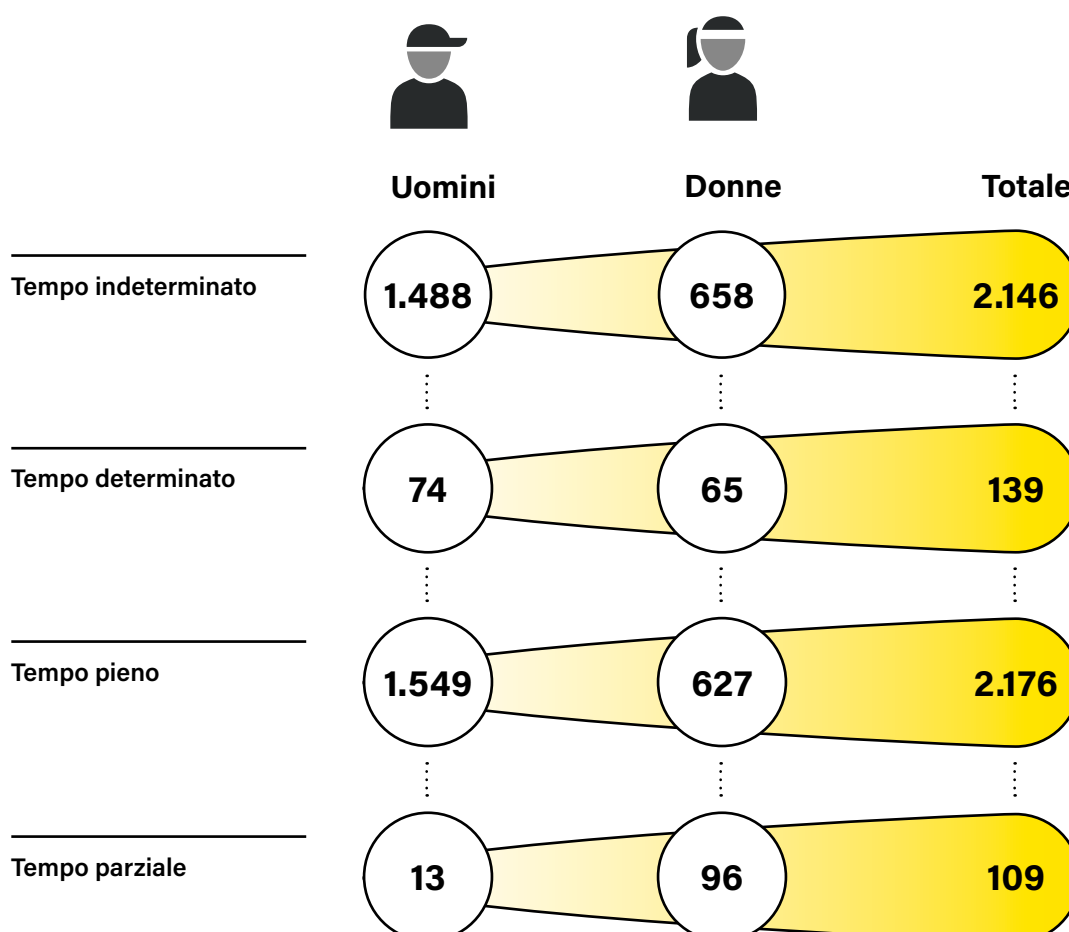 Uomini Donne Totale
Tempo indeterminato 1.488 658 2.146
Tempo determinato 74 65 139
Tempo pieno 1.549 627 2.176
Tempo parziale 13 96 109